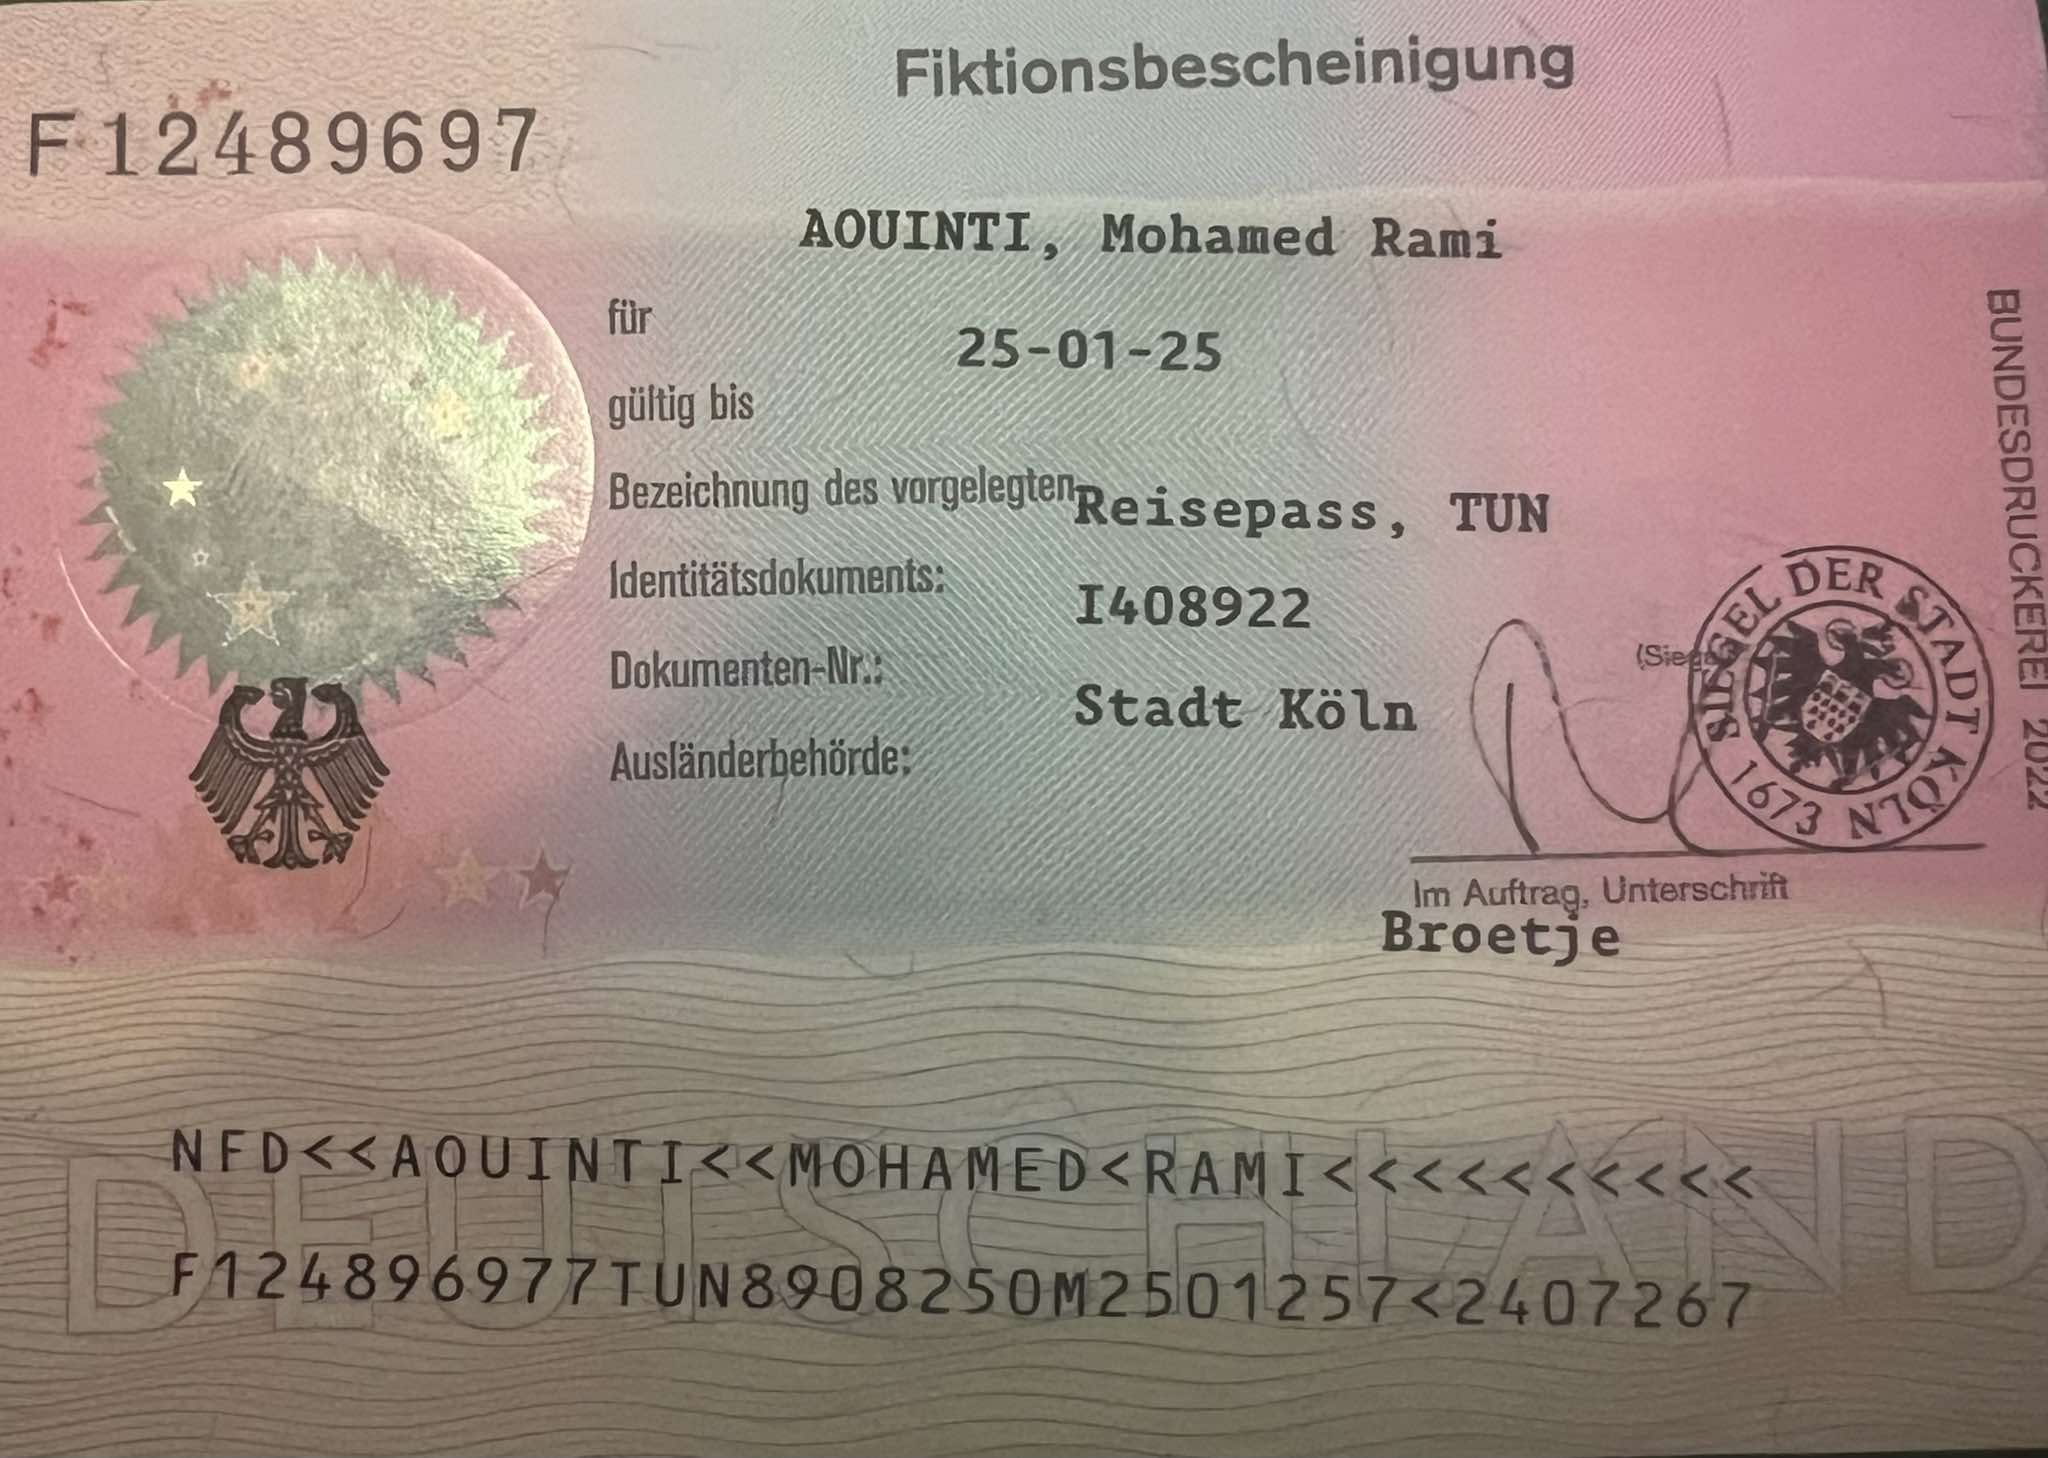 Fiktionsbescheinigung
F12489697
AOUINTI, Mohamed Rami
für
25-01-25
gültig bis
Bezeichnung des vorgelegten
Reisepass, TUN
Identitätsdokuments:
I408922
Dokumenten-Nr.:
Stadt Köln
Ausländerbehörde:
(Siegel
SIEGEL DER STADT KÖLN
1673
BUNDESDRUCKEREI 2022
Im Auftrag, Unterschrift
Broetje
DEUTSCHLAND
NFD<<AOUINTI<<MOHAMED<RAMI<<<<<<<<<<
F124896977TUN8908250M2501257<2407267